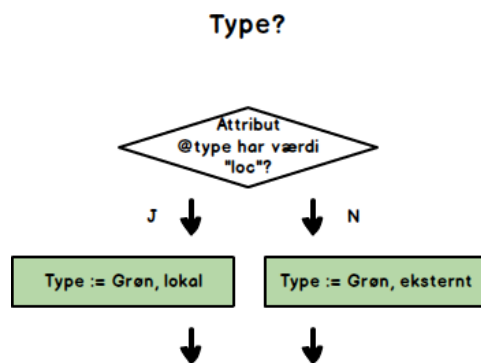 Type?
Attribut
@type har værdi
"loc"?
J
N
Type := Grøn, lokal
Type := Grøn, eksternt